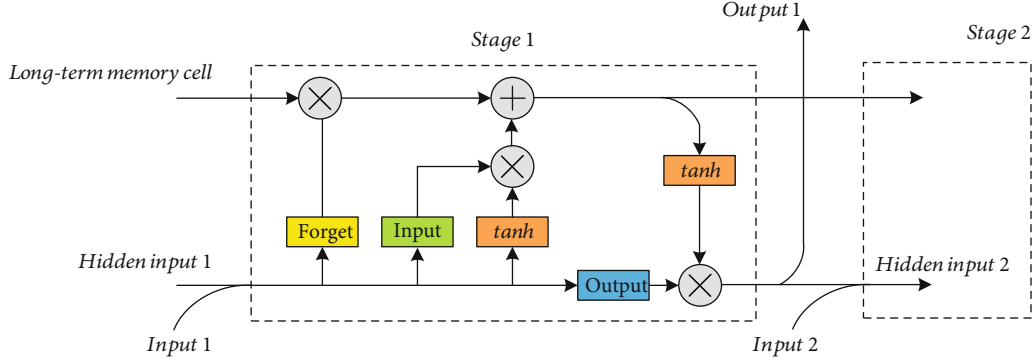 Output 1
Stage 1
Stage 2
Long-term memory cell
tanh
Forget
Input
tanh
Hidden input 1
Hidden input 2
Output
Input 1
Input 2